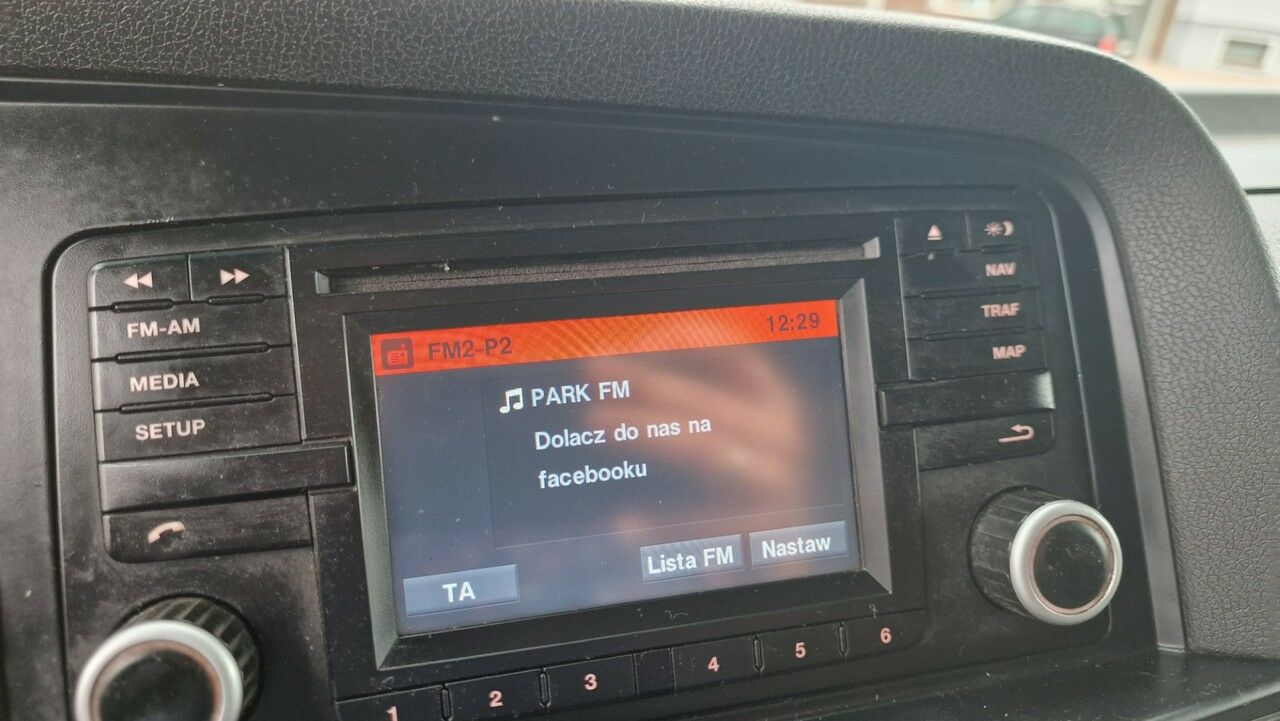 FM-AM
MEDIA
SETUP
FM2-P2 12:29
PARK FM
Dolacz do nas na
facebooku
Lista FM Nastaw
TA
NAV
TRAF
MAP
1 2 3 4 5 6